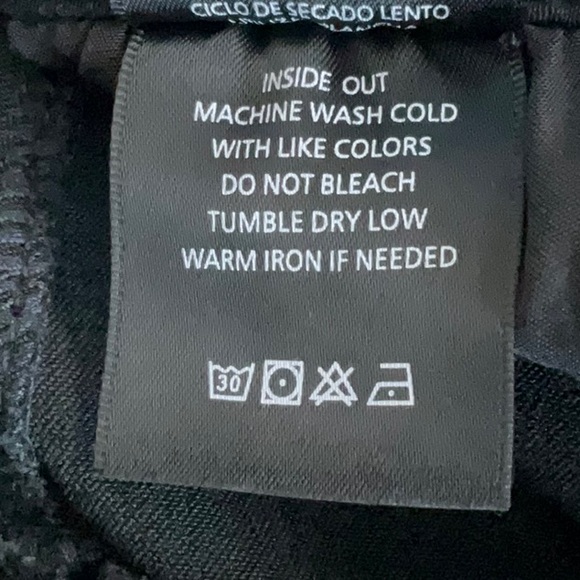 CICLO DE SECADO LENTO
INSIDE OUT
MACHINE WASH COLD
WITH LIKE COLORS
DO NOT BLEACH
TUMBLE DRY LOW
WARM IRON IF NEEDED
30